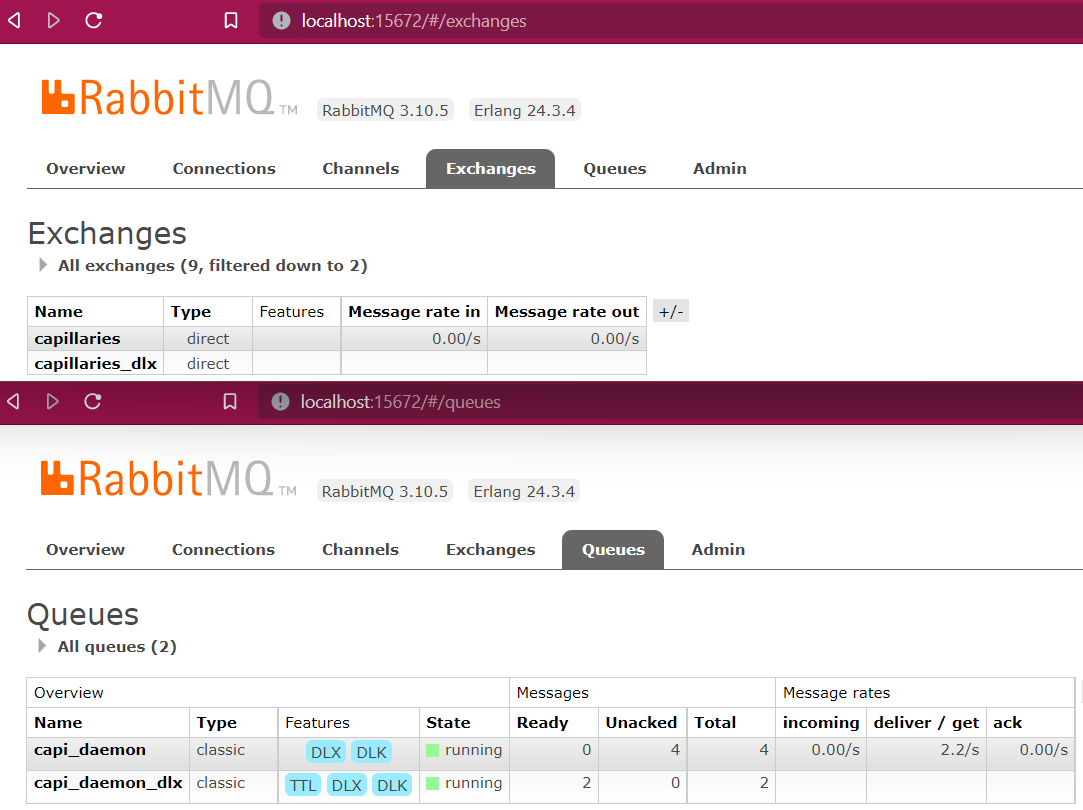 localhost:15672/#/exchanges
RabbitMQ TM RabbitMQ 3.10.5 Erlang 24.3.4
Overview Connections Channels Exchanges Queues Admin
Exchanges
All exchanges (9, filtered down to 2)
Name Type Features Message rate in Message rate out +/-
capillaries direct 0.00/s 0.00/s
capillaries_dlx direct
localhost:15672/#/queues
RabbitMQ TM RabbitMQ 3.10.5 Erlang 24.3.4
Overview Connections Channels Exchanges Queues Admin
Queues
All queues (2)
Overview Messages Message rates
Name Type Features State Ready Unacked Total incoming deliver / get ack
capi_daemon classic DLX DLK running 0 4 4 0.00/s 2.2/s 0.00/s
capi_daemon_dlx classic TTL DLX DLK running 2 0 2